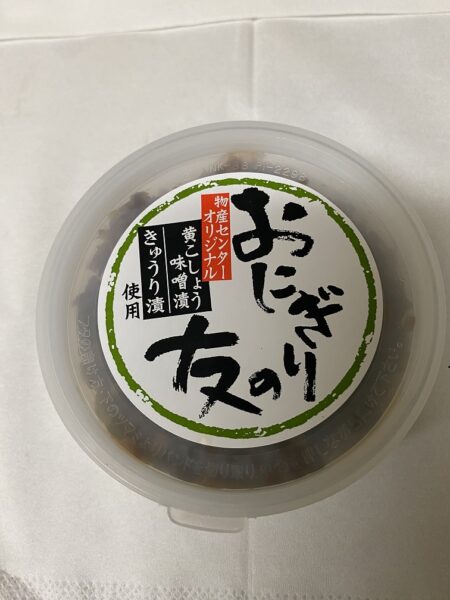 おにぎりの友
物産センター
オリジナル
黄こしょう
味噌漬
きゅうり漬
使用